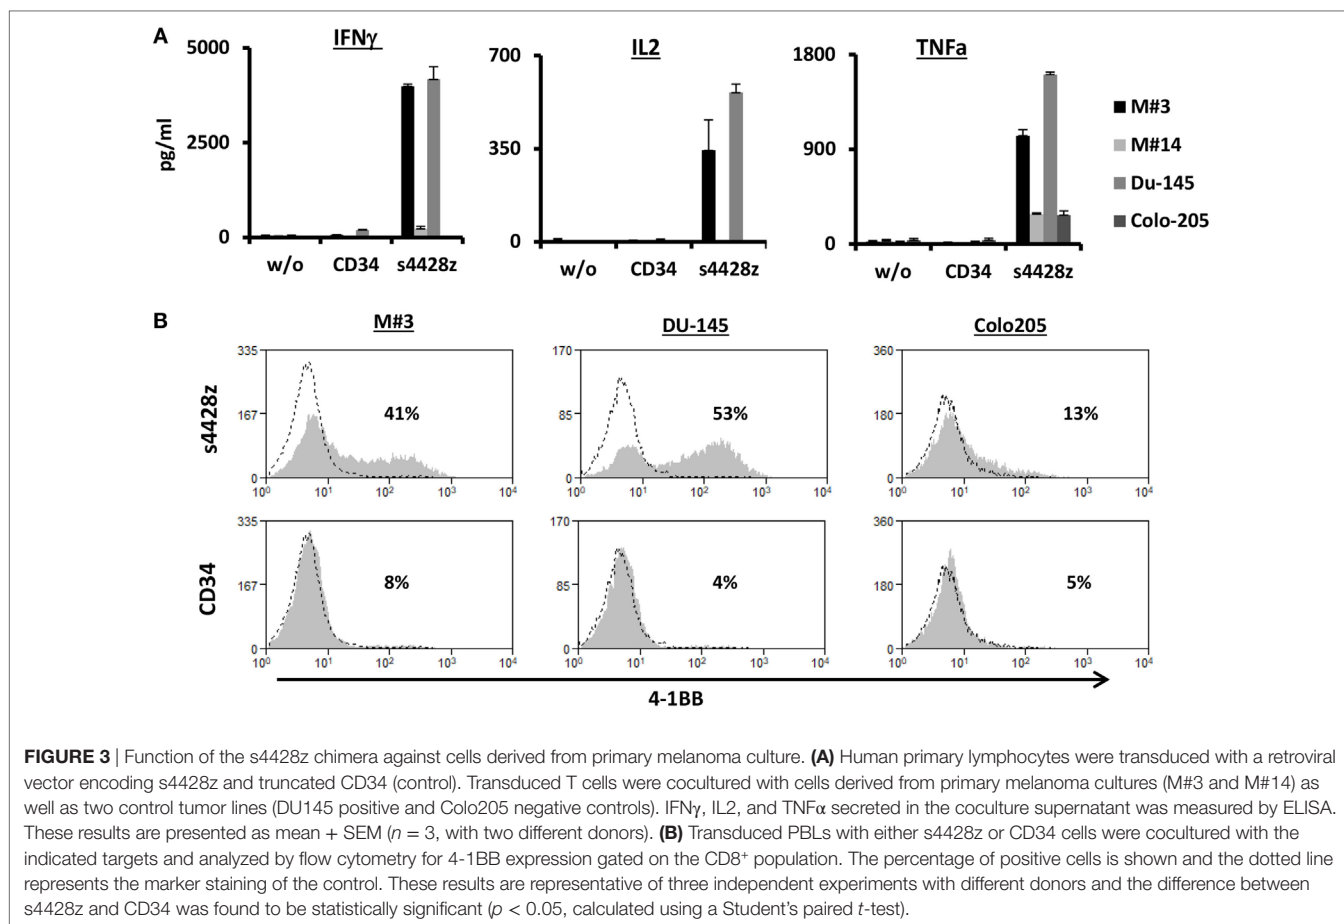 A
IFNγ
IL2
TNFa
5000
2500
0
pg/ml
w/o CD34 s4428z
700
350
0
w/o CD34 s4428z
1800
900
0
w/o CD34 s4428z
M#3
M#14
Du-145
Colo-205
B
M#3
DU-145
Colo205
s4428z
335
167
0
41%
10⁰ 10¹ 10² 10³ 10⁴
170
85
0
53%
10⁰ 10¹ 10² 10³ 10⁴
360
180
0
13%
10⁰ 10¹ 10² 10³ 10⁴
CD34
335
167
0
8%
10⁰ 10¹ 10² 10³ 10⁴
170
85
0
4%
10⁰ 10¹ 10² 10³ 10⁴
360
180
0
5%
10⁰ 10¹ 10² 10³ 10⁴
4-1BB
FIGURE 3 | Function of the s4428z chimera against cells derived from primary melanoma culture. (A) Human primary lymphocytes were transduced with a retroviral
vector encoding s4428z and truncated CD34 (control). Transduced T cells were cocultured with cells derived from primary melanoma cultures (M#3 and M#14) as
well as two control tumor lines (DU145 positive and Colo205 negative controls). IFNγ, IL2, and TNFα secreted in the coculture supernatant was measured by ELISA.
These results are presented as mean + SEM (n = 3, with two different donors). (B) Transduced PBLs with either s4428z or CD34 cells were cocultured with the
indicated targets and analyzed by flow cytometry for 4-1BB expression gated on the CD8⁺ population. The percentage of positive cells is shown and the dotted line
represents the marker staining of the control. These results are representative of three independent experiments with different donors and the difference between
s4428z and CD34 was found to be statistically significant (p < 0.05, calculated using a Student's paired t-test).